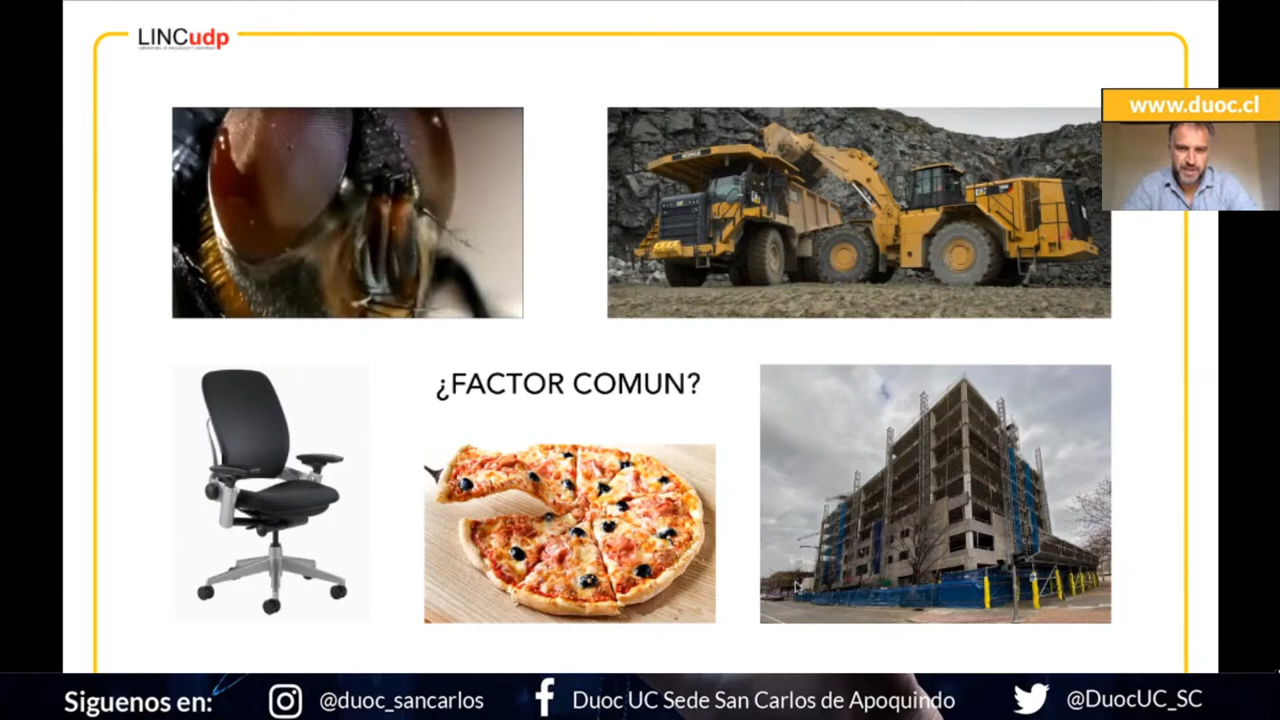 LINCudp
www.duoc.cl
¿FACTOR COMUN?
Siguenos en:
@duoc_sancarlos
Duoc UC Sede San Carlos de Apoquindo
@DuocUC_SC